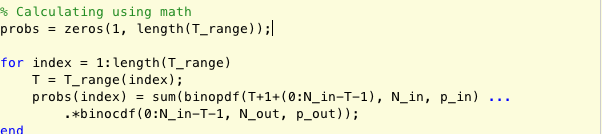 % Calculating using math
probs = zeros(1, length(T_range));
for index = 1:length(T_range)
T = T_range(index);
probs(index) = sum(binopdf(T+1+(0:N_in-T-1), N_in, p_in) ...
.*binocdf(0:N_in-T-1, N_out, p_out));
end